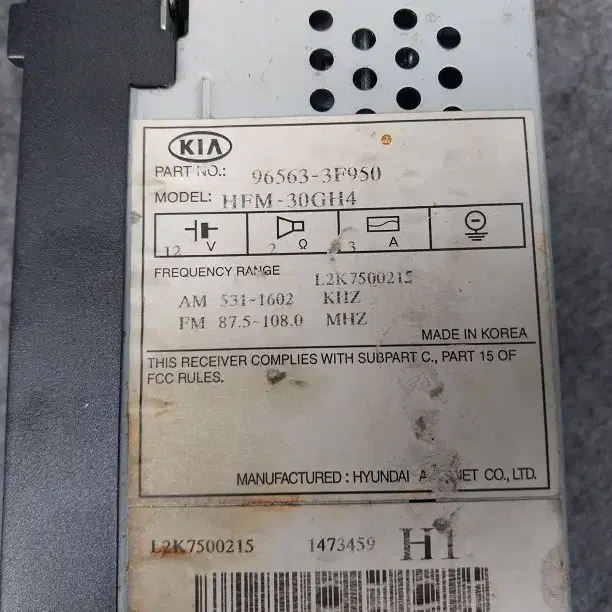 KIA
PART NO.: 96563-3F950
MODEL: HFM-30GH4
12 V 2 Ω 3 A
FREQUENCY RANGE L2K7500215
AM 531~1602 KHZ
FM 87.5~108.0 MHZ
MADE IN KOREA
THIS RECEIVER COMPLIES WITH SUBPART C., PART 15 OF
FCC RULES.
MANUFACTURED : HYUNDAI CO., LTD.
L2K7500215 1473459 H1